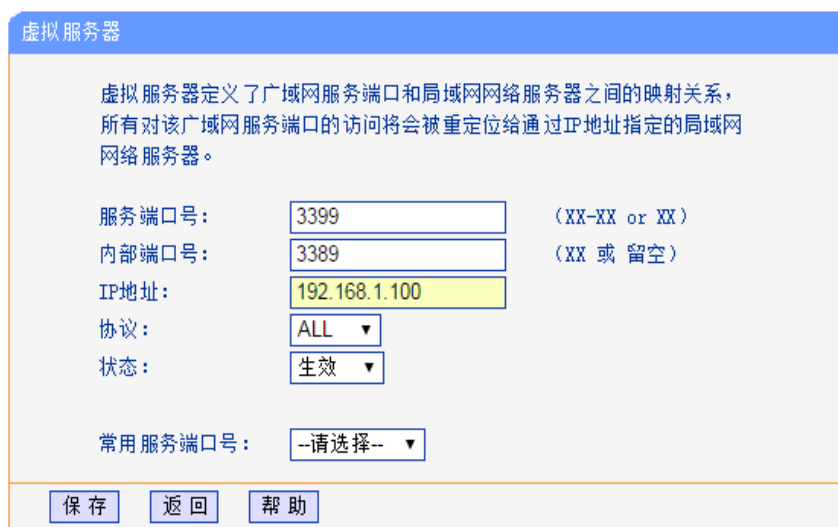 虚拟服务器
虚拟服务器定义了广域网服务端口和局域网网络服务器之间的映射关系，
所有对该广域网服务端口的访问将会被重定位给通过IP地址指定的局域网
网络服务器。
服务端口号： 3399 （XX-XX or XX）
内部端口号： 3389 （XX 或 留空）
IP地址： 192.168.1.100
协议： ALL
状态： 生效
常用服务端口号： --请选择--
保存 返回 帮助